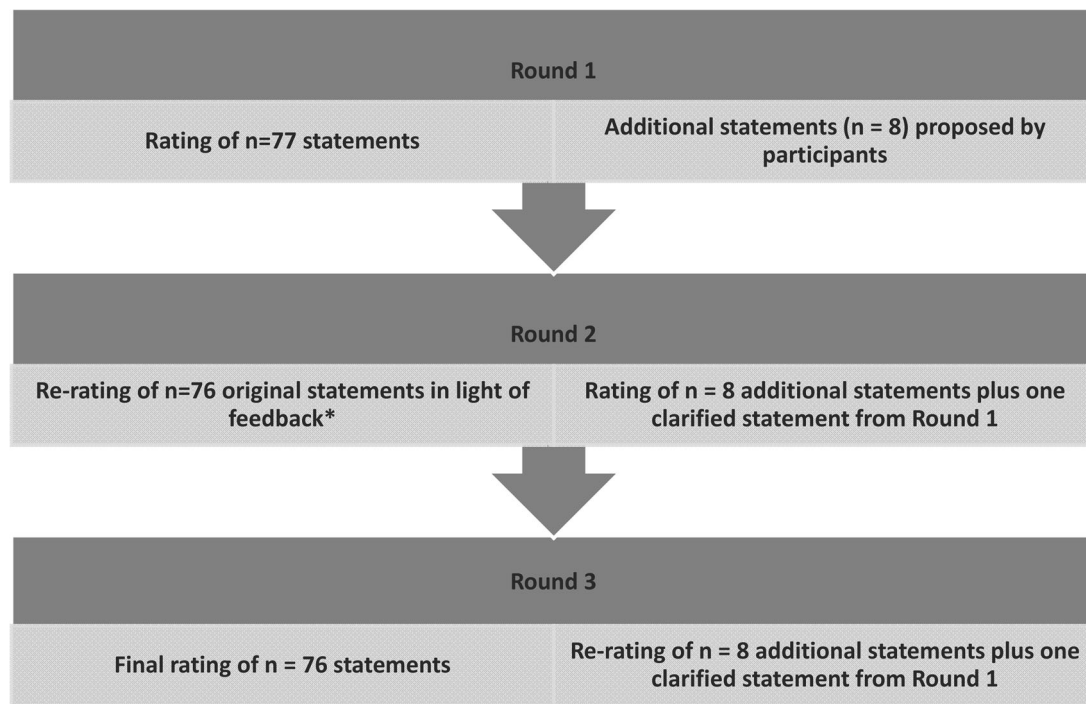 Round 1
Rating of n=77 statements
Additional statements (n = 8) proposed by
participants
Round 2
Re-rating of n=76 original statements in light of
feedback*
Rating of n = 8 additional statements plus one
clarified statement from Round 1
Round 3
Final rating of n = 76 statements
Re-rating of n = 8 additional statements plus one
clarified statement from Round 1